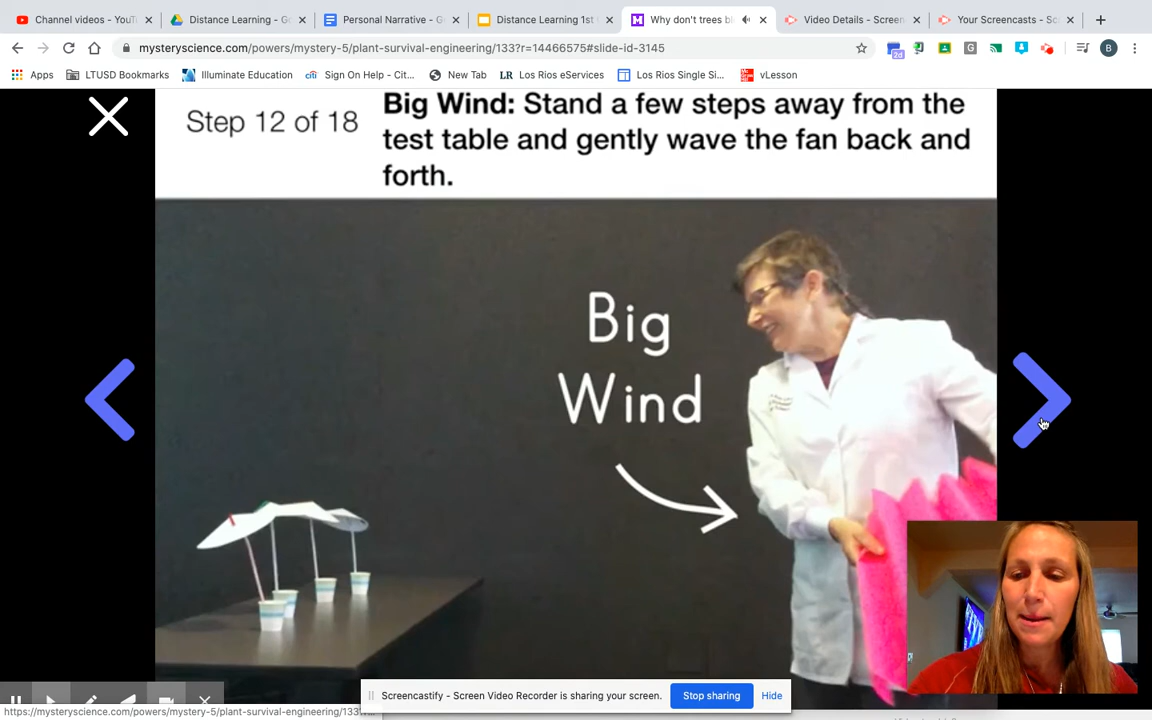 Channel videos - YouT
Distance Learning - G
Personal Narrative - G
Distance Learning 1st
Why don't trees bl
Video Details - Screen
Your Screencasts - Sc
mysteryscience.com/powers/mystery-5/plant-survival-engineering/133?r=14466575#slide-id-3145
B
Apps
LTUSD Bookmarks
Illuminate Education
Sign On Help - Cit...
New Tab
LR Los Rios eServices
Los Rios Single Si...
vLesson
Step 12 of 18
Big Wind: Stand a few steps away from the
test table and gently wave the fan back and
forth.
Big
Wind
Screencastify - Screen Video Recorder is sharing your screen.
Stop sharing
Hide
https://mysteryscience.com/powers/mystery-5/plant-survival-engineering/133...